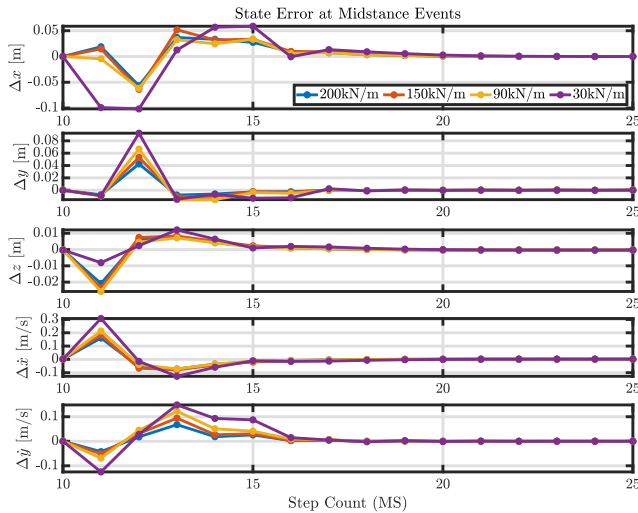 State Error at Midstance Events
Δx [m]
0.05
0
-0.05
-0.1
200kN/m 150kN/m 90kN/m 30kN/m
10 15 20 25
Δy [m]
0.08
0.04
0.02
0
10 15 20 25
Δz [m]
0.01
0
-0.01
-0.02
10 15 20 25
Δẋ [m/s]
0.3
0.2
0.1
0
-0.1
10 15 20 25
Δẏ [m/s]
0.1
0
-0.1
10 15 20 25
Step Count (MS)